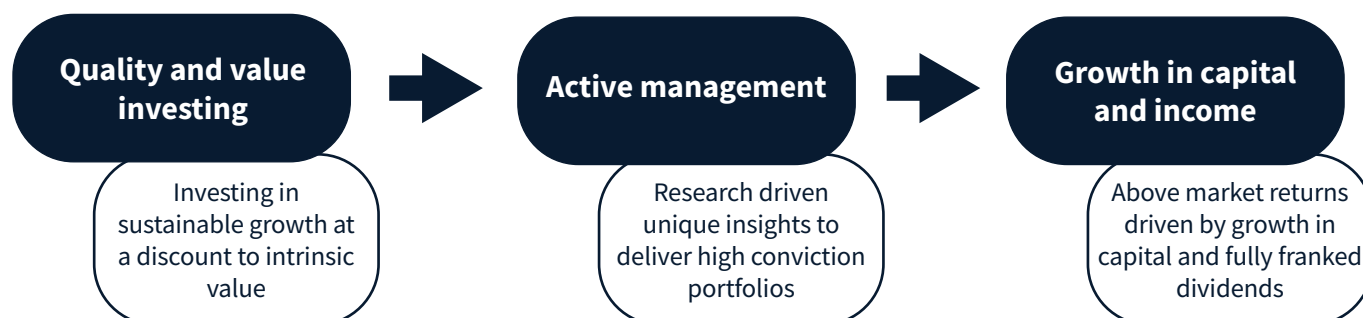 Quality and value
investing
Investing in
sustainable growth at
a discount to intrinsic
value
Active management
Research driven
unique insights to
deliver high conviction
portfolios
Growth in capital
and income
Above market returns
driven by growth in
capital and fully franked
dividends